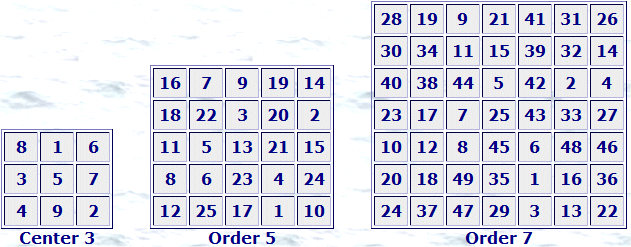 8 1 6
3 5 7
4 9 2
Center 3
16 7 9 19 14
18 22 3 20 2
11 5 13 21 15
8 6 23 4 24
12 25 17 1 10
Order 5
28 19 9 21 41 31 26
30 34 11 15 39 32 14
40 38 44 5 42 2 4
23 17 7 25 43 33 27
10 12 8 45 6 48 46
20 18 49 35 1 16 36
24 37 47 29 3 13 22
Order 7